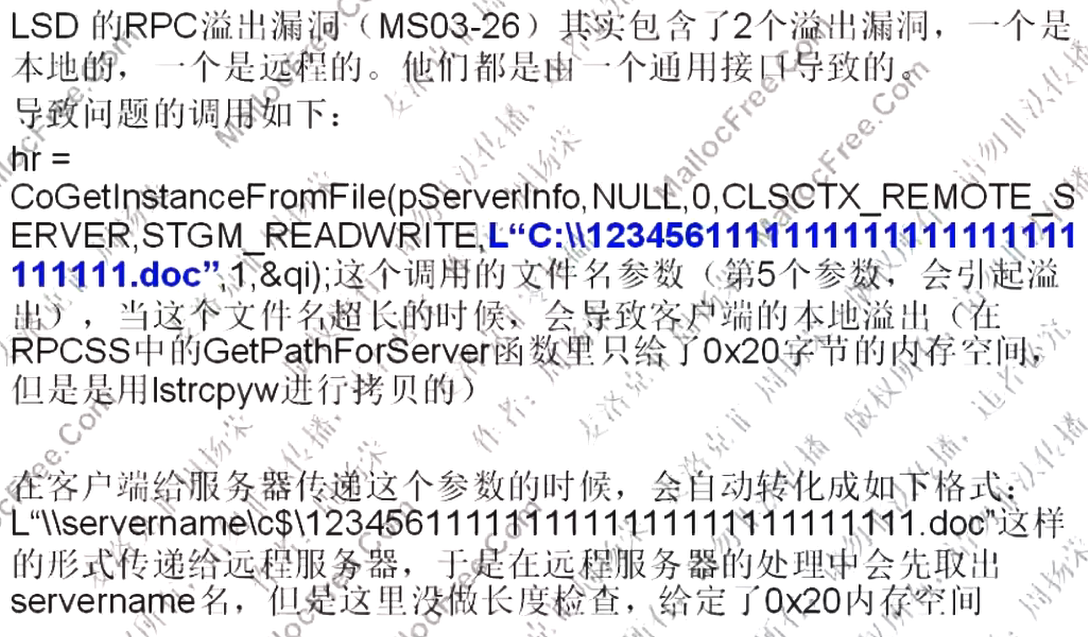 LSD 的RPC溢出漏洞（MS03-26）其实包含了2个溢出漏洞，一个是
本地的，一个是远程的。他们都是由一个通用接口导致的。
导致问题的调用如下：
hr =
CoGetInstanceFromFile(pServerInfo,NULL,0,CLSCTX_REMOTE_S
ERVER,STGM_READWRITE,L“C:\\1234561111111111111111111111
111111.doc”,1,&qi);这个调用的文件名参数（第5个参数，会引起溢
出），当这个文件名超长的时候，会导致客户端的本地溢出（在
RPCSS中的GetPathForServer函数里只给了0x20字节的内存空间，
但是是用lstrcpyw进行拷贝的）
在客户端给服务器传递这个参数的时候，会自动转化成如下格式：
L“\\servername\c$\1234561111111111111111111111111.doc"这样
的形式传递给远程服务器，于是在远程服务器的处理中会先取出
servername名，但是这里没做长度检查，给定了0x20内存空间